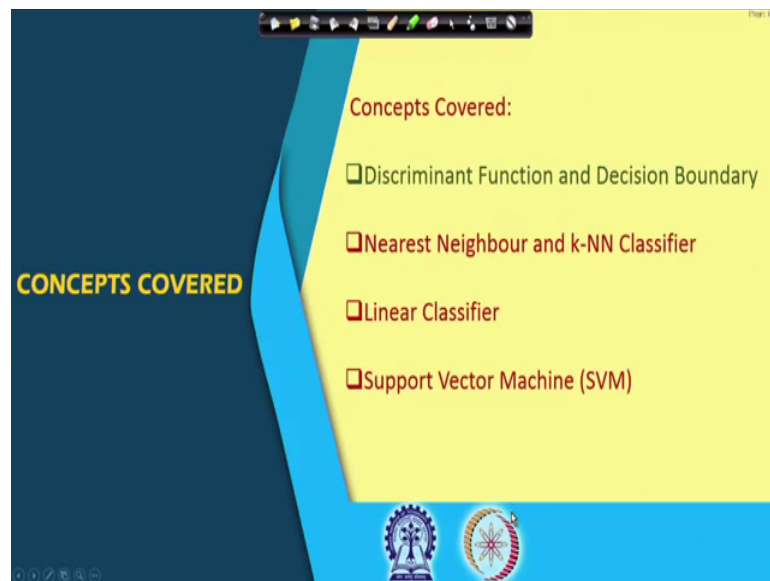 Concepts Covered:
❑Discriminant Function and Decision Boundary
❑Nearest Neighbour and k-NN Classifier
CONCEPTS COVERED
❑Linear Classifier
❑Support Vector Machine (SVM)